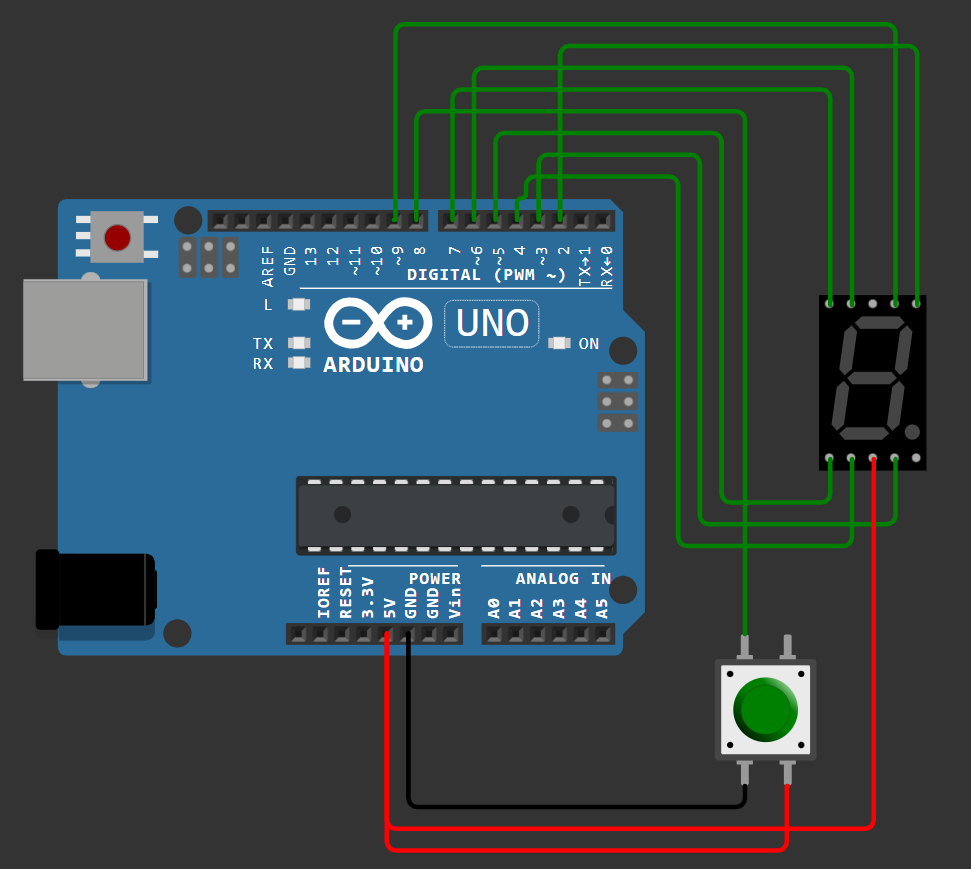 AREF
GND
13
12
~11
~10
~9
8
7
~6
~5
4
~3
2
TX→1
RX←0
DIGITAL (PWM ~)
L
TX
RX
ARDUINO
UNO
ON
IOREF
RESET
3.3V
5V
GND
GND
Vin
POWER
ANALOG IN
A0
A1
A2
A3
A4
A5